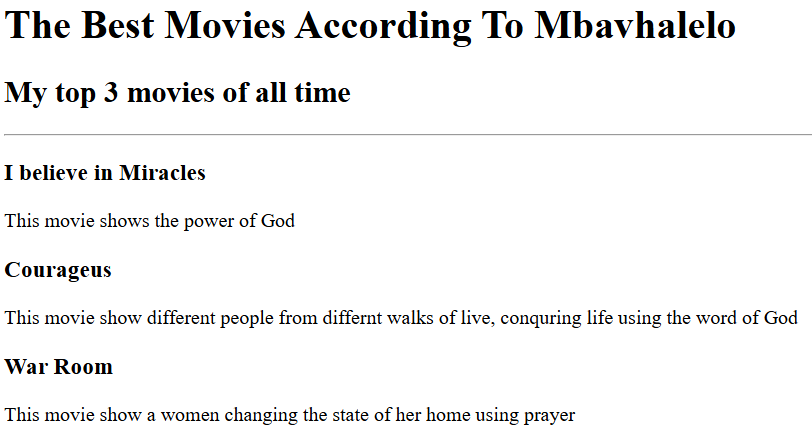 The Best Movies According To Mbavhalelo
My top 3 movies of all time
I believe in Miracles
This movie shows the power of God
Courageus
This movie show different people from differnt walks of live, conquring life using the word of God
War Room
This movie show a women changing the state of her home using prayer